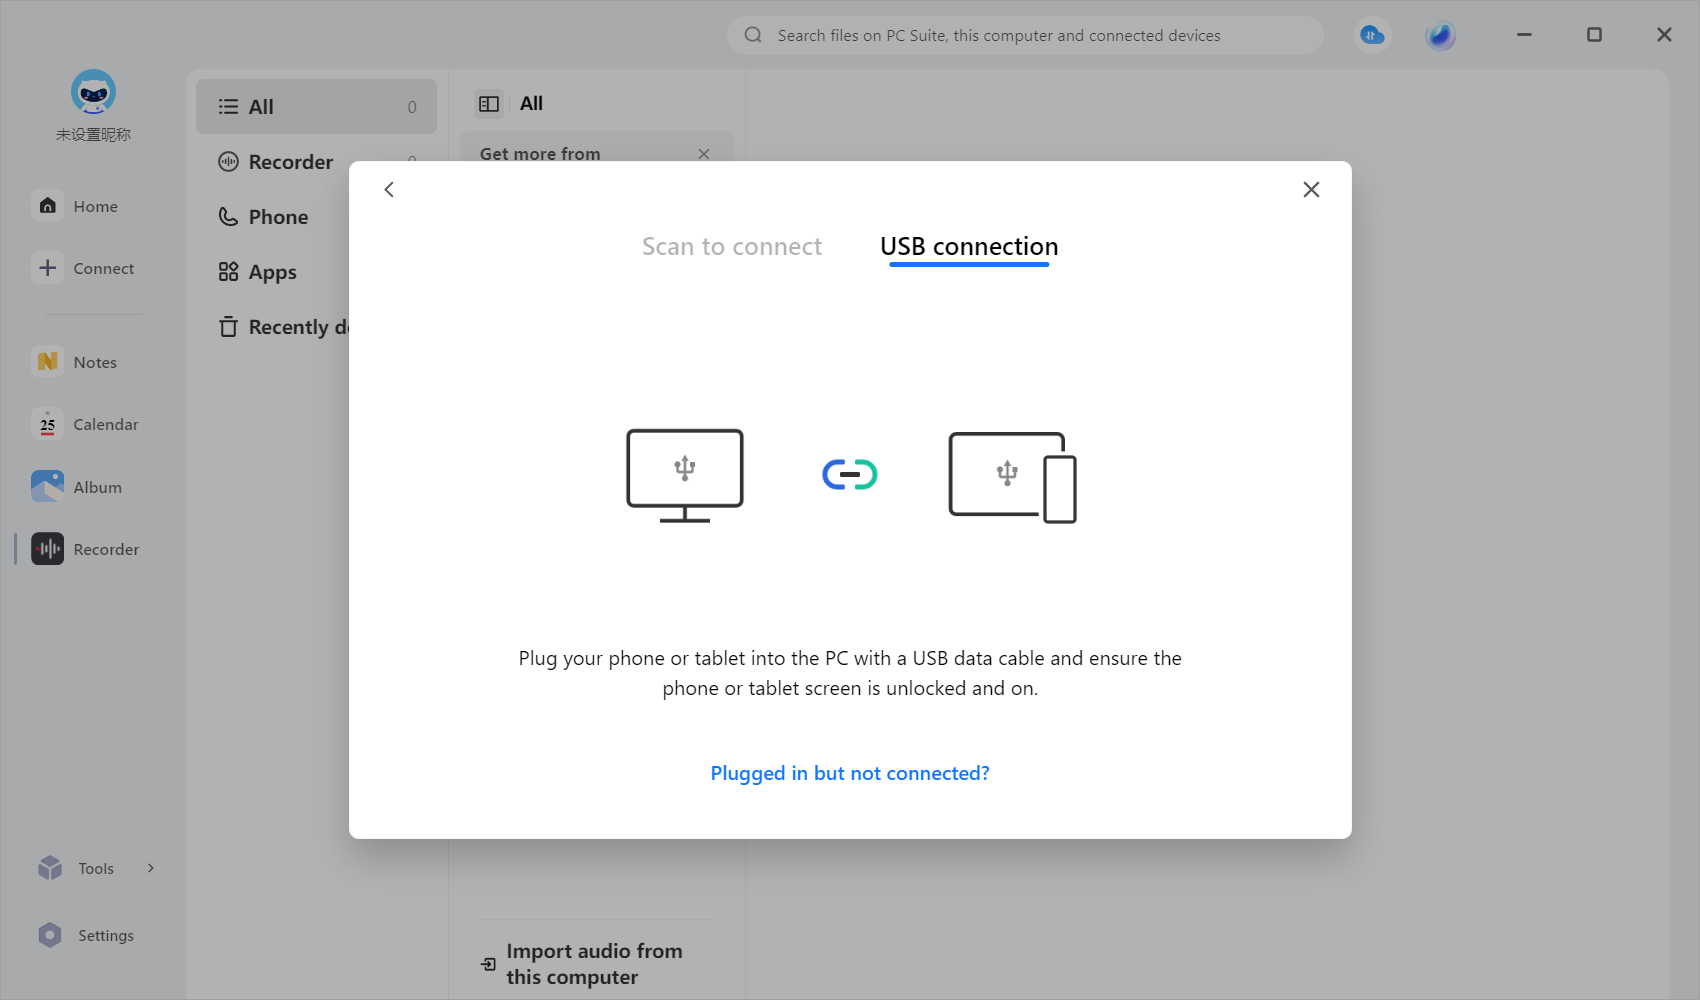 Search files on PC Suite, this computer and connected devices
未设置昵称
Home
Connect
Notes
25
Calendar
Album
Recorder
Tools
Settings
All
0
Recorder
Phone
Apps
Recently
All
Get more from
Scan to connect
USB connection
Plug your phone or tablet into the PC with a USB data cable and ensure the
phone or tablet screen is unlocked and on.
Plugged in but not connected?
Import audio from
this computer